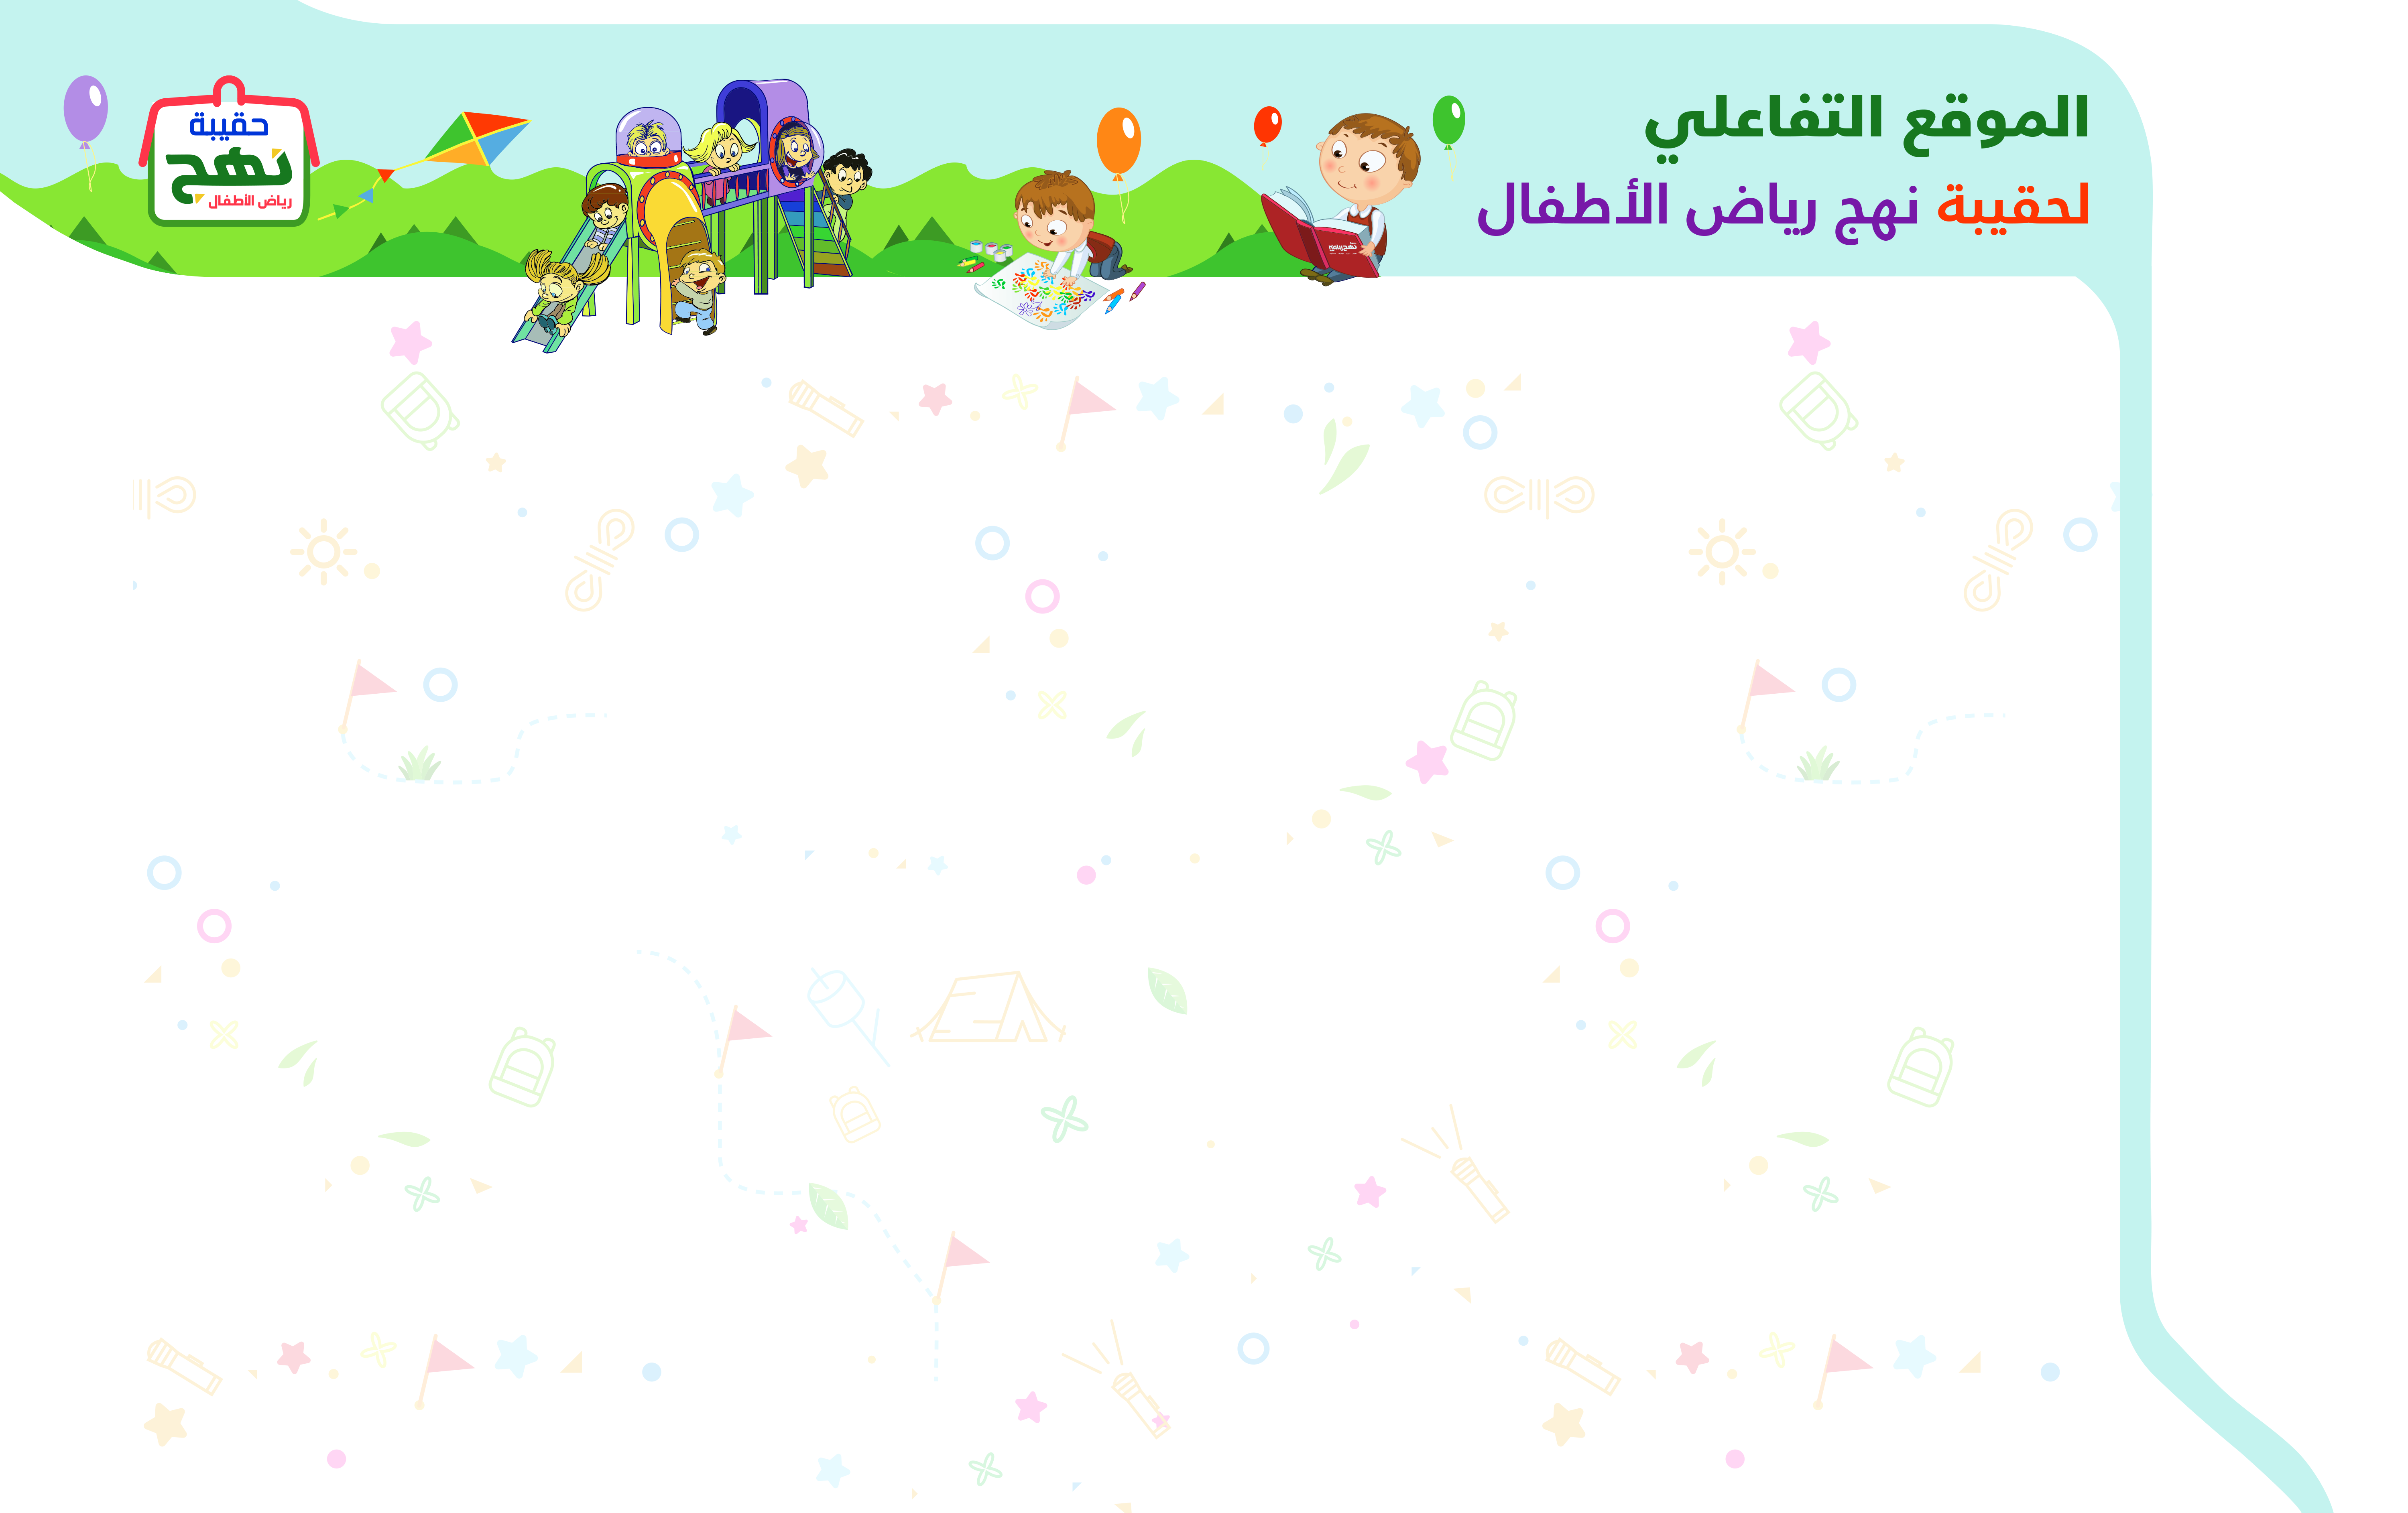 الموقع التفاعلي
لحقيبة نهج رياض الأطفال
حقيبة
نهج
رياض الأطفال